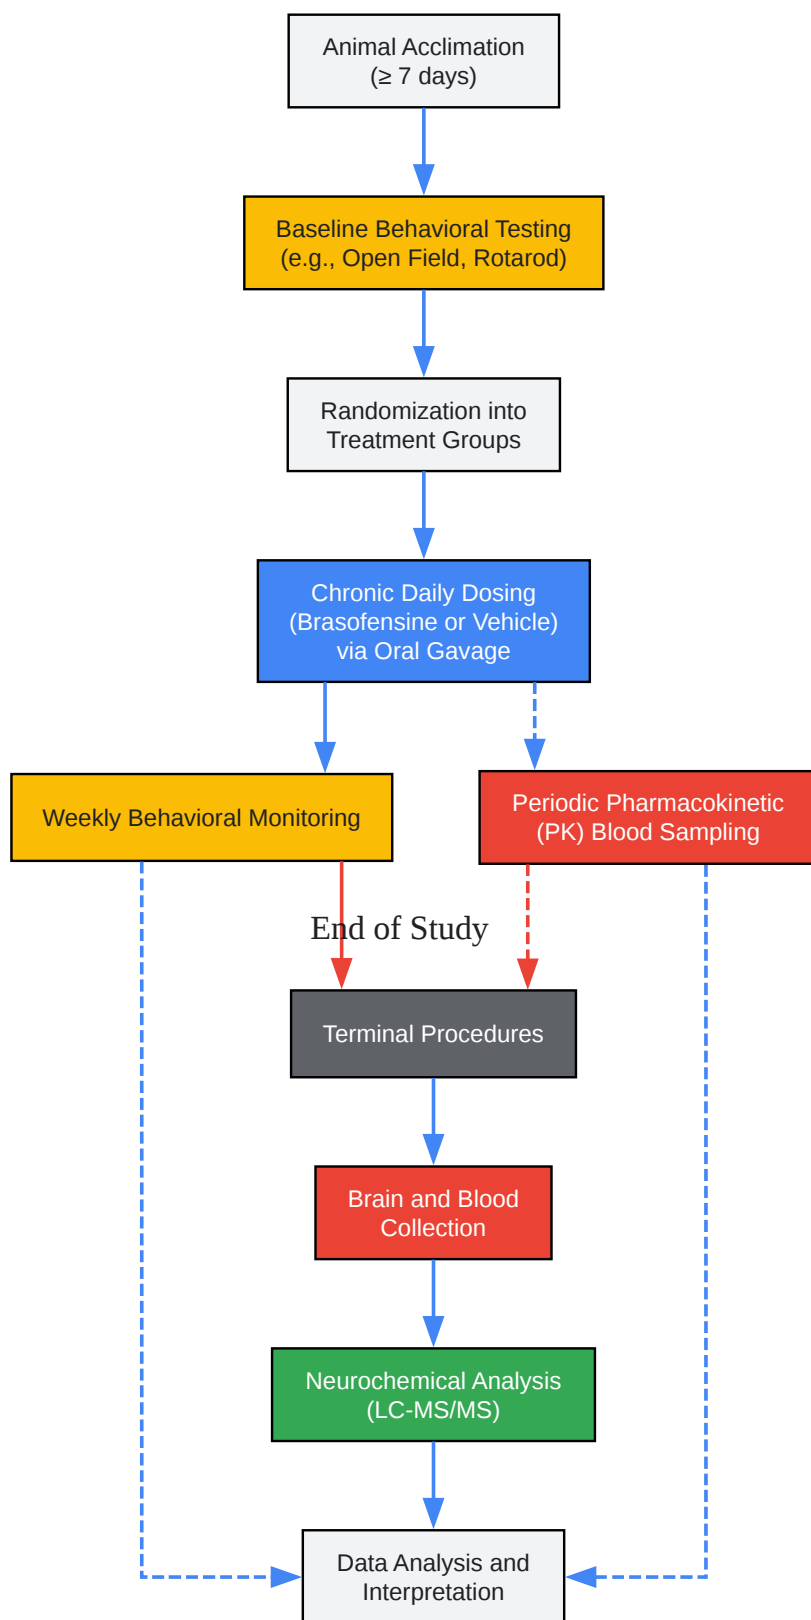 Animal Acclimation
(≥ 7 days)
Baseline Behavioral Testing
(e.g., Open Field, Rotarod)
Randomization into
Treatment Groups
Chronic Daily Dosing
(Brasofensine or Vehicle)
via Oral Gavage
Weekly Behavioral Monitoring
Periodic Pharmacokinetic
(PK) Blood Sampling
End of Study
Terminal Procedures
Brain and Blood
Collection
Neurochemical Analysis
(LC-MS/MS)
Data Analysis and
Interpretation